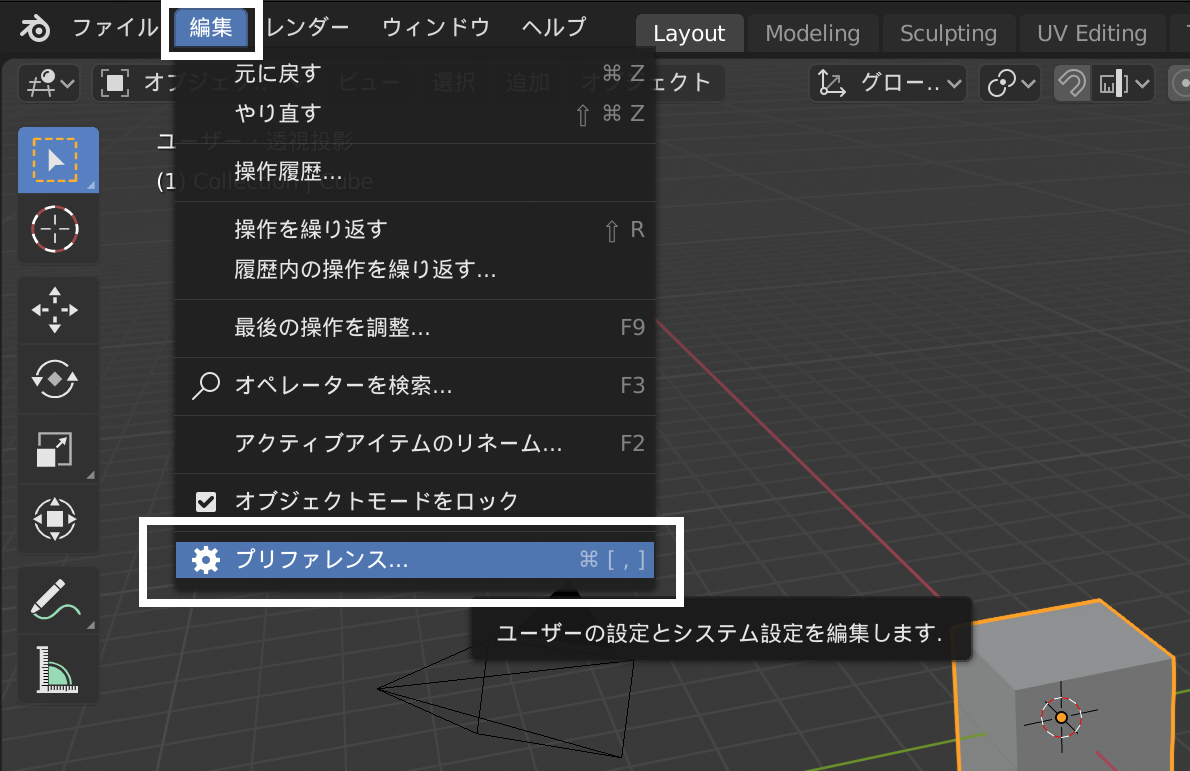 ファイル 編集 レンダー ウィンドウ ヘルプ Layout Modeling Sculpting UV Editing
元に戻す ⌘ Z
やり直す ⇧ ⌘ Z
操作履歴...
操作を繰り返す ⇧ R
履歴内の操作を繰り返す...
最後の操作を調整... F9
オペレーターを検索... F3
アクティブアイテムのリネーム... F2
オブジェクトモードをロック
プリファレンス... ⌘ [ , ]
ユーザーの設定とシステム設定を編集します.
オブジェク.. ビュー 選択 追加 オブジェクト グロー..
ユーザー・透視投影
(1) Collection | Cube